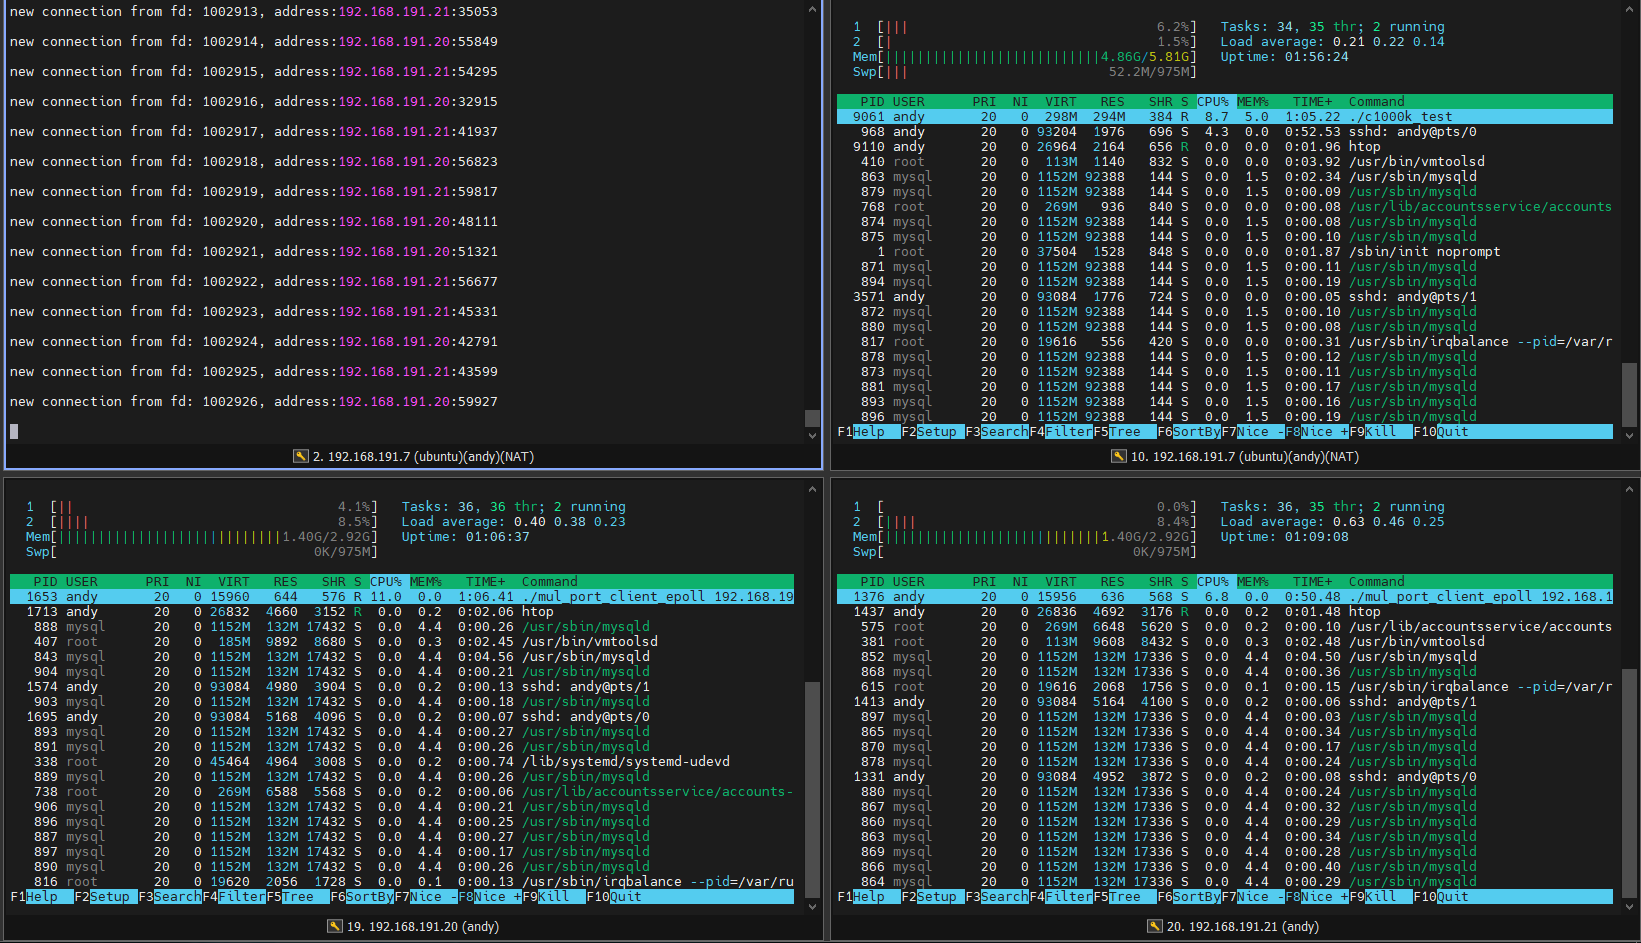 new connection from fd: 1002913, address:192.168.191.21:35053
new connection from fd: 1002914, address:192.168.191.20:55849
new connection from fd: 1002915, address:192.168.191.21:54295
new connection from fd: 1002916, address:192.168.191.20:32915
new connection from fd: 1002917, address:192.168.191.21:41937
new connection from fd: 1002918, address:192.168.191.20:56823
new connection from fd: 1002919, address:192.168.191.21:59817
new connection from fd: 1002920, address:192.168.191.20:48111
new connection from fd: 1002921, address:192.168.191.20:51321
new connection from fd: 1002922, address:192.168.191.21:56677
new connection from fd: 1002923, address:192.168.191.21:45331
new connection from fd: 1002924, address:192.168.191.20:42791
new connection from fd: 1002925, address:192.168.191.21:43599
new connection from fd: 1002926, address:192.168.191.20:59927
2. 192.168.191.7 (ubuntu)(andy)(NAT)
1 [||| 6.2%] Tasks: 34, 35 thr; 2 running
2 [| 1.5%] Load average: 0.21 0.22 0.14
Mem[|||||||||||||||||||||||||||4.86G/5.81G] Uptime: 01:56:24
Swp[||| 52.2M/975M]
PID USER PRI NI VIRT RES SHR S CPU% MEM% TIME+ Command
9061 andy 20 0 298M 294M 384 R 8.7 5.0 1:05.22 ./c1000k_test
968 andy 20 0 93204 1976 696 S 4.3 0.0 0:52.53 sshd: andy@pts/0
9110 andy 20 0 26964 2164 656 R 0.0 0.0 0:01.96 htop
410 root 20 0 113M 1140 832 S 0.0 0.0 0:03.92 /usr/bin/vmtoolsd
863 mysql 20 0 1152M 92388 144 S 0.0 1.5 0:02.34 /usr/sbin/mysqld
879 mysql 20 0 1152M 92388 144 S 0.0 1.5 0:00.09 /usr/sbin/mysqld
768 root 20 0 269M 936 840 S 0.0 0.0 0:00.08 /usr/lib/accountsservice/accounts
874 mysql 20 0 1152M 92388 144 S 0.0 1.5 0:00.08 /usr/sbin/mysqld
875 mysql 20 0 1152M 92388 144 S 0.0 1.5 0:00.10 /usr/sbin/mysqld
1 root 20 0 37504 1528 848 S 0.0 0.0 0:01.87 /sbin/init noprompt
871 mysql 20 0 1152M 92388 144 S 0.0 1.5 0:00.11 /usr/sbin/mysqld
894 mysql 20 0 1152M 92388 144 S 0.0 1.5 0:00.19 /usr/sbin/mysqld
3571 andy 20 0 93084 1776 724 S 0.0 0.0 0:00.05 sshd: andy@pts/1
872 mysql 20 0 1152M 92388 144 S 0.0 1.5 0:00.10 /usr/sbin/mysqld
880 mysql 20 0 1152M 92388 144 S 0.0 1.5 0:00.08 /usr/sbin/mysqld
817 root 20 0 19616 556 420 S 0.0 0.0 0:00.31 /usr/sbin/irqbalance --pid=/var/r
878 mysql 20 0 1152M 92388 144 S 0.0 1.5 0:00.12 /usr/sbin/mysqld
873 mysql 20 0 1152M 92388 144 S 0.0 1.5 0:00.11 /usr/sbin/mysqld
881 mysql 20 0 1152M 92388 144 S 0.0 1.5 0:00.17 /usr/sbin/mysqld
893 mysql 20 0 1152M 92388 144 S 0.0 1.5 0:00.16 /usr/sbin/mysqld
896 mysql 20 0 1152M 92388 144 S 0.0 1.5 0:00.19 /usr/sbin/mysqld
F1Help F2Setup F3SearchF4FilterF5Tree F6SortByF7Nice -F8Nice +F9Kill F10Quit
10. 192.168.191.7 (ubuntu)(andy)(NAT)
1 [|| 4.1%] Tasks: 36, 36 thr; 2 running
2 [|||| 8.5%] Load average: 0.40 0.38 0.23
Mem[||||||||||||||||||||||||||||1.40G/2.92G] Uptime: 01:06:37
Swp[ 0K/975M]
PID USER PRI NI VIRT RES SHR S CPU% MEM% TIME+ Command
1653 andy 20 0 15960 644 576 R 11.0 0.0 1:06.41 ./mul_port_client_epoll 192.168.19
1713 andy 20 0 26832 4660 3152 R 0.0 0.2 0:02.06 htop
888 mysql 20 0 1152M 132M 17432 S 0.0 4.4 0:00.26 /usr/sbin/mysqld
407 root 20 0 185M 9892 8680 S 0.0 0.3 0:02.45 /usr/bin/vmtoolsd
843 mysql 20 0 1152M 132M 17432 S 0.0 4.4 0:04.56 /usr/sbin/mysqld
904 mysql 20 0 1152M 132M 17432 S 0.0 4.4 0:00.21 /usr/sbin/mysqld
1574 andy 20 0 93084 4980 3904 S 0.0 0.2 0:00.13 sshd: andy@pts/1
903 mysql 20 0 1152M 132M 17432 S 0.0 4.4 0:00.18 /usr/sbin/mysqld
1695 andy 20 0 93084 5168 4096 S 0.0 0.2 0:00.07 sshd: andy@pts/0
893 mysql 20 0 1152M 132M 17432 S 0.0 4.4 0:00.27 /usr/sbin/mysqld
891 mysql 20 0 1152M 132M 17432 S 0.0 4.4 0:00.26 /usr/sbin/mysqld
338 root 20 0 45464 4964 3008 S 0.0 0.2 0:00.74 /lib/systemd/systemd-udevd
889 mysql 20 0 1152M 132M 17432 S 0.0 4.4 0:00.26 /usr/sbin/mysqld
738 root 20 0 269M 6588 5568 S 0.0 0.2 0:00.06 /usr/lib/accountsservice/accounts-
906 mysql 20 0 1152M 132M 17432 S 0.0 4.4 0:00.21 /usr/sbin/mysqld
896 mysql 20 0 1152M 132M 17432 S 0.0 4.4 0:00.25 /usr/sbin/mysqld
887 mysql 20 0 1152M 132M 17432 S 0.0 4.4 0:00.27 /usr/sbin/mysqld
897 mysql 20 0 1152M 132M 17432 S 0.0 4.4 0:00.17 /usr/sbin/mysqld
890 mysql 20 0 1152M 132M 17432 S 0.0 4.4 0:00.26 /usr/sbin/mysqld
816 root 20 0 19620 2056 1728 S 0.0 0.1 0:00.13 /usr/sbin/irqbalance --pid=/var/ru
F1Help F2Setup F3SearchF4FilterF5Tree F6SortByF7Nice -F8Nice +F9Kill F10Quit
19. 192.168.191.20 (andy)
1 [ 0.0%] Tasks: 36, 35 thr; 2 running
2 [|||| 8.4%] Load average: 0.63 0.46 0.25
Mem[|||||||||||||||||||||||||||1.40G/2.92G] Uptime: 01:09:08
Swp[ 0K/975M]
PID USER PRI NI VIRT RES SHR S CPU% MEM% TIME+ Command
1376 andy 20 0 15956 636 568 S 6.8 0.0 0:50.48 ./mul_port_client_epoll 192.168.1
1437 andy 20 0 26836 4692 3176 R 0.0 0.2 0:01.48 htop
575 root 20 0 269M 6648 5620 S 0.0 0.2 0:00.10 /usr/lib/accountsservice/accounts
381 root 20 0 113M 9608 8432 S 0.0 0.3 0:02.48 /usr/bin/vmtoolsd
852 mysql 20 0 1152M 132M 17336 S 0.0 4.4 0:04.50 /usr/sbin/mysqld
868 mysql 20 0 1152M 132M 17336 S 0.0 4.4 0:00.36 /usr/sbin/mysqld
615 root 20 0 19616 2068 1756 S 0.0 0.1 0:00.15 /usr/sbin/irqbalance --pid=/var/r
1413 andy 20 0 93084 5164 4100 S 0.0 0.2 0:00.06 sshd: andy@pts/1
897 mysql 20 0 1152M 132M 17336 S 0.0 4.4 0:00.03 /usr/sbin/mysqld
865 mysql 20 0 1152M 132M 17336 S 0.0 4.4 0:00.34 /usr/sbin/mysqld
870 mysql 20 0 1152M 132M 17336 S 0.0 4.4 0:00.17 /usr/sbin/mysqld
878 mysql 20 0 1152M 132M 17336 S 0.0 4.4 0:00.24 /usr/sbin/mysqld
1331 andy 20 0 93084 4952 3872 S 0.0 0.2 0:00.08 sshd: andy@pts/0
880 mysql 20 0 1152M 132M 17336 S 0.0 4.4 0:00.24 /usr/sbin/mysqld
867 mysql 20 0 1152M 132M 17336 S 0.0 4.4 0:00.32 /usr/sbin/mysqld
860 mysql 20 0 1152M 132M 17336 S 0.0 4.4 0:00.29 /usr/sbin/mysqld
863 mysql 20 0 1152M 132M 17336 S 0.0 4.4 0:00.34 /usr/sbin/mysqld
869 mysql 20 0 1152M 132M 17336 S 0.0 4.4 0:00.28 /usr/sbin/mysqld
866 mysql 20 0 1152M 132M 17336 S 0.0 4.4 0:00.40 /usr/sbin/mysqld
864 mysql 20 0 1152M 132M 17336 S 0.0 4.4 0:00.29 /usr/sbin/mysqld
F1Help F2Setup F3SearchF4FilterF5Tree F6SortByF7Nice -F8Nice +F9Kill F10Quit
20. 192.168.191.21 (andy)